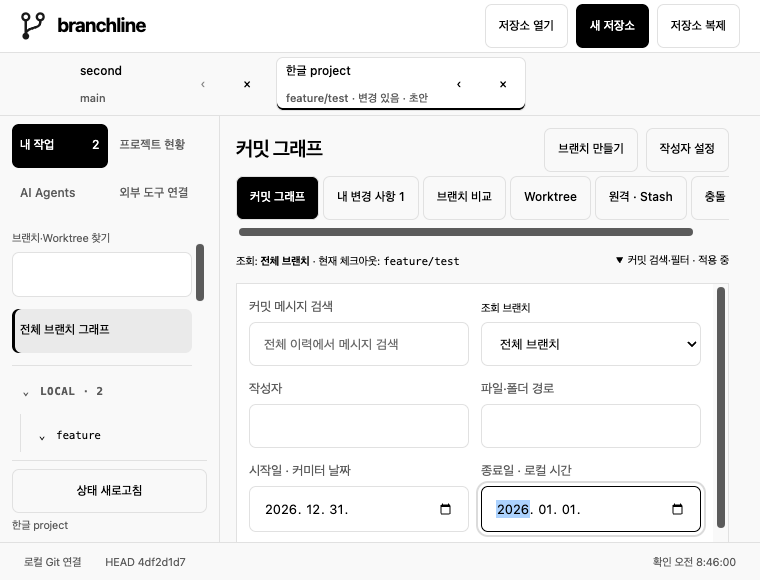 branchline
저장소 열기
새 저장소
저장소 복제
second
main
한글 project
feature/test · 변경 있음 · 초안
내 작업 2
프로젝트 현황
AI Agents
외부 도구 연결
브랜치·Worktree 찾기
전체 브랜치 그래프
LOCAL · 2
feature
상태 새로고침
한글 project
커밋 그래프
브랜치 만들기
작성자 설정
커밋 그래프
내 변경 사항 1
브랜치 비교
Worktree
원격 · Stash
충돌
조회: 전체 브랜치 · 현재 체크아웃: feature/test
▼ 커밋 검색·필터 · 적용 중
커밋 메시지 검색
전체 이력에서 메시지 검색
조회 브랜치
전체 브랜치
작성자
파일·폴더 경로
시작일 · 커미터 날짜
2026. 12. 31.
종료일 · 로컬 시간
2026. 01. 01.
로컬 Git 연결
HEAD 4df2d1d7
확인 오전 8:46:00